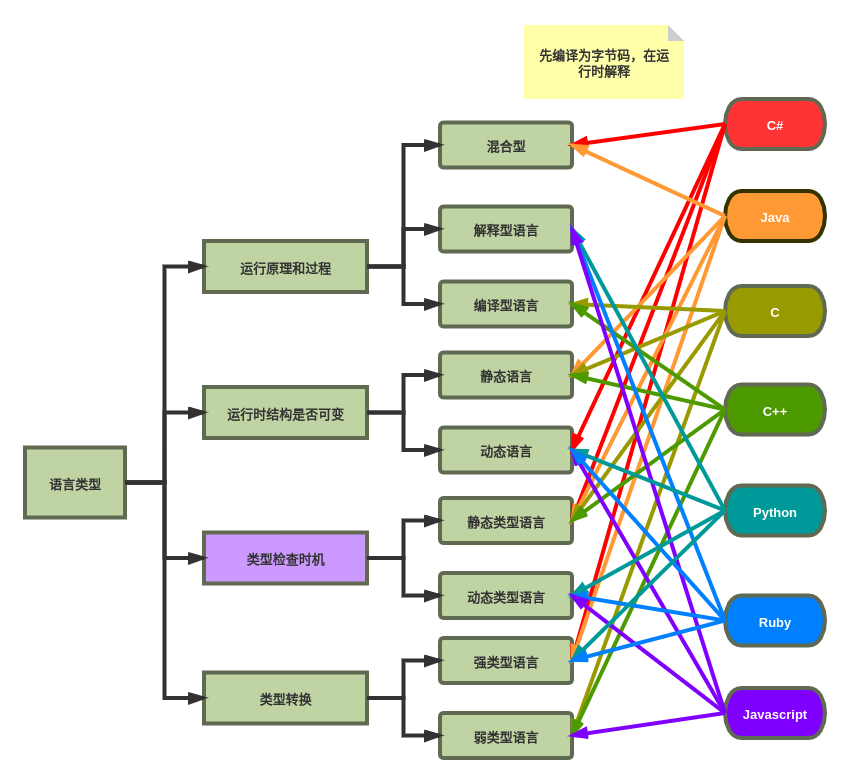 先编译为字节码，在运
行时解释
C#
混合型
Java
解释型语言
运行原理和过程
编译型语言
C
静态语言
运行时结构是否可变
C++
动态语言
语言类型
静态类型语言
Python
类型检查时机
动态类型语言
Ruby
强类型语言
类型转换
Javascript
弱类型语言